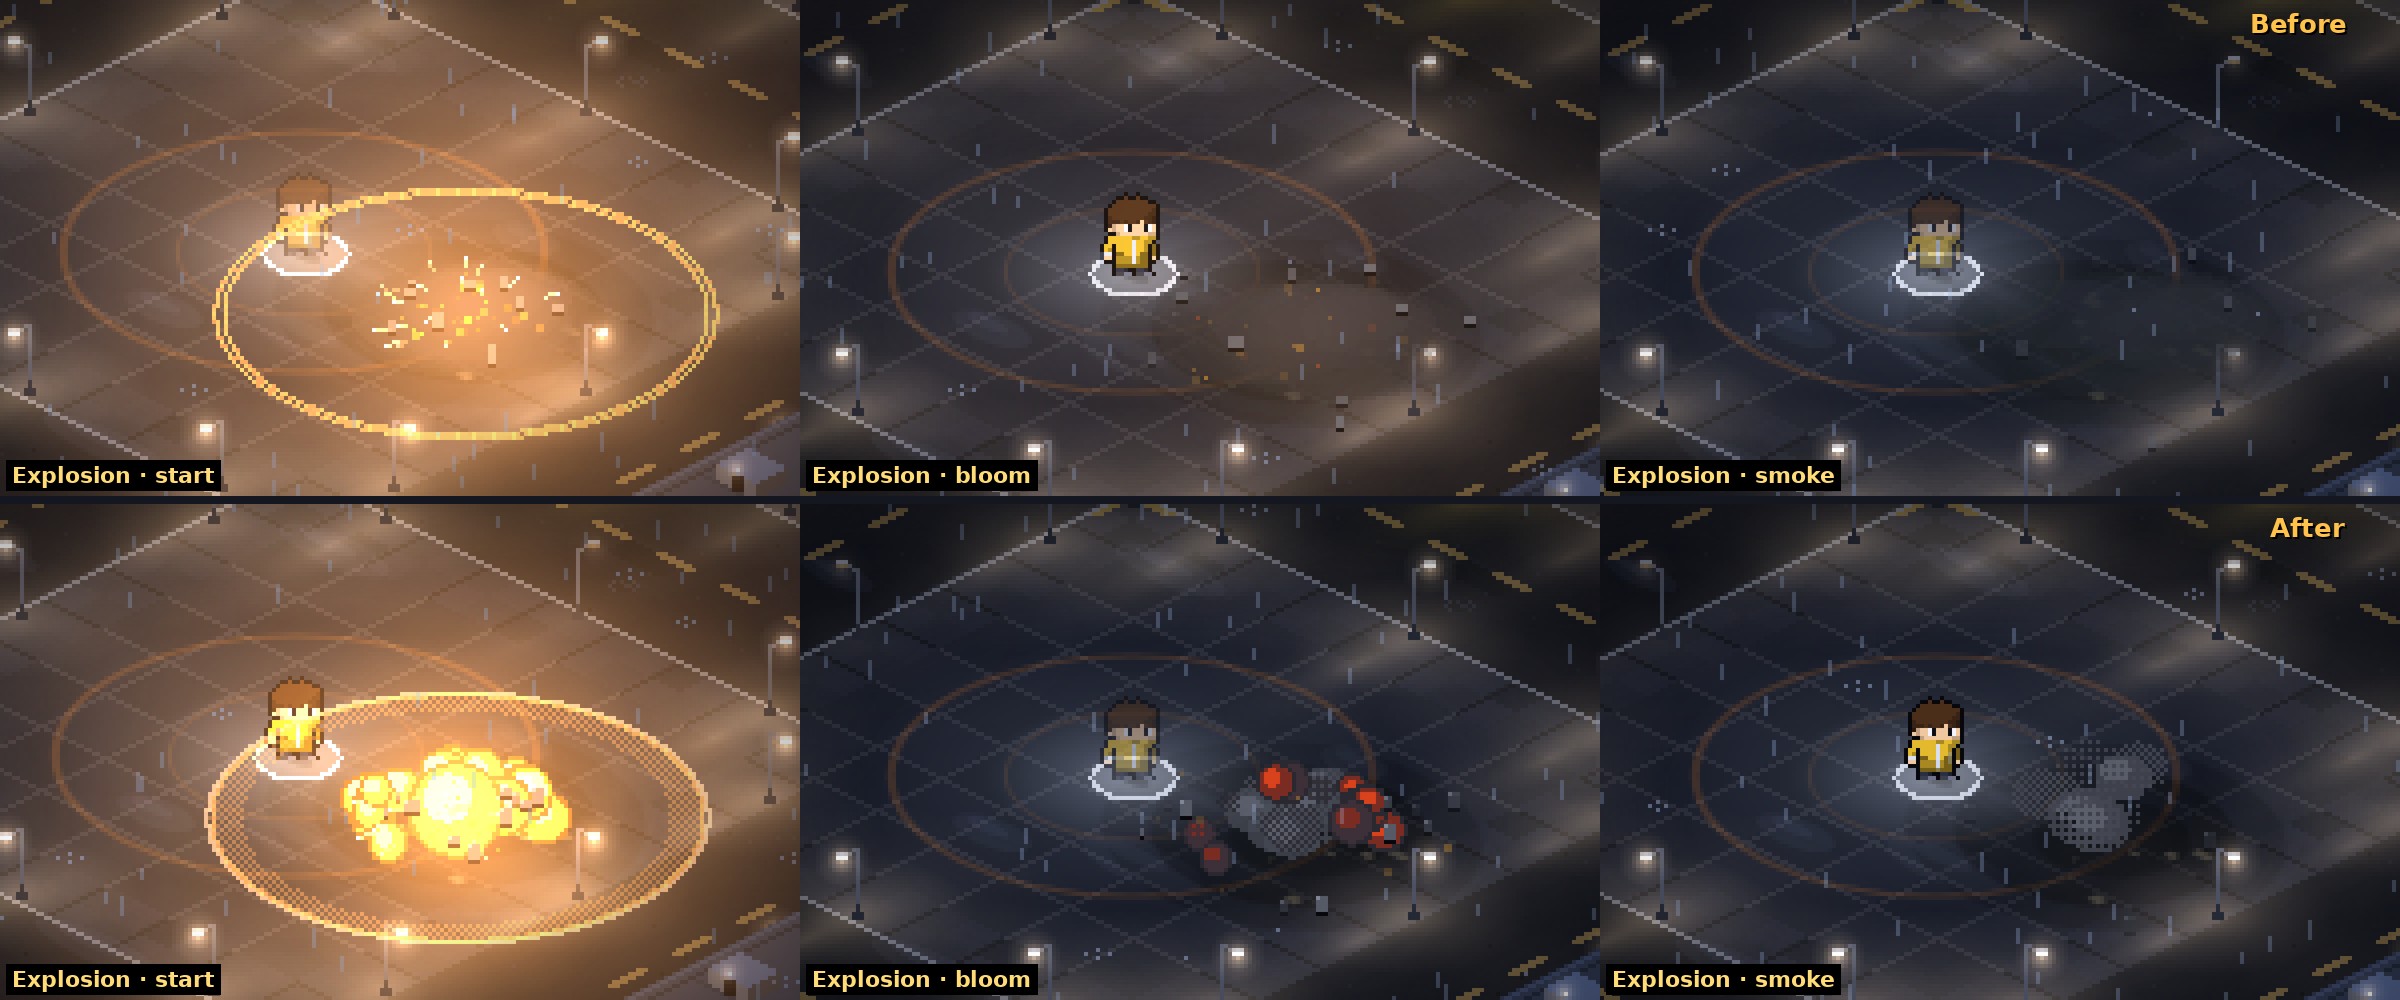 Before
Explosion · start
Explosion · bloom
Explosion · smoke
After
Explosion · start
Explosion · bloom
Explosion · smoke